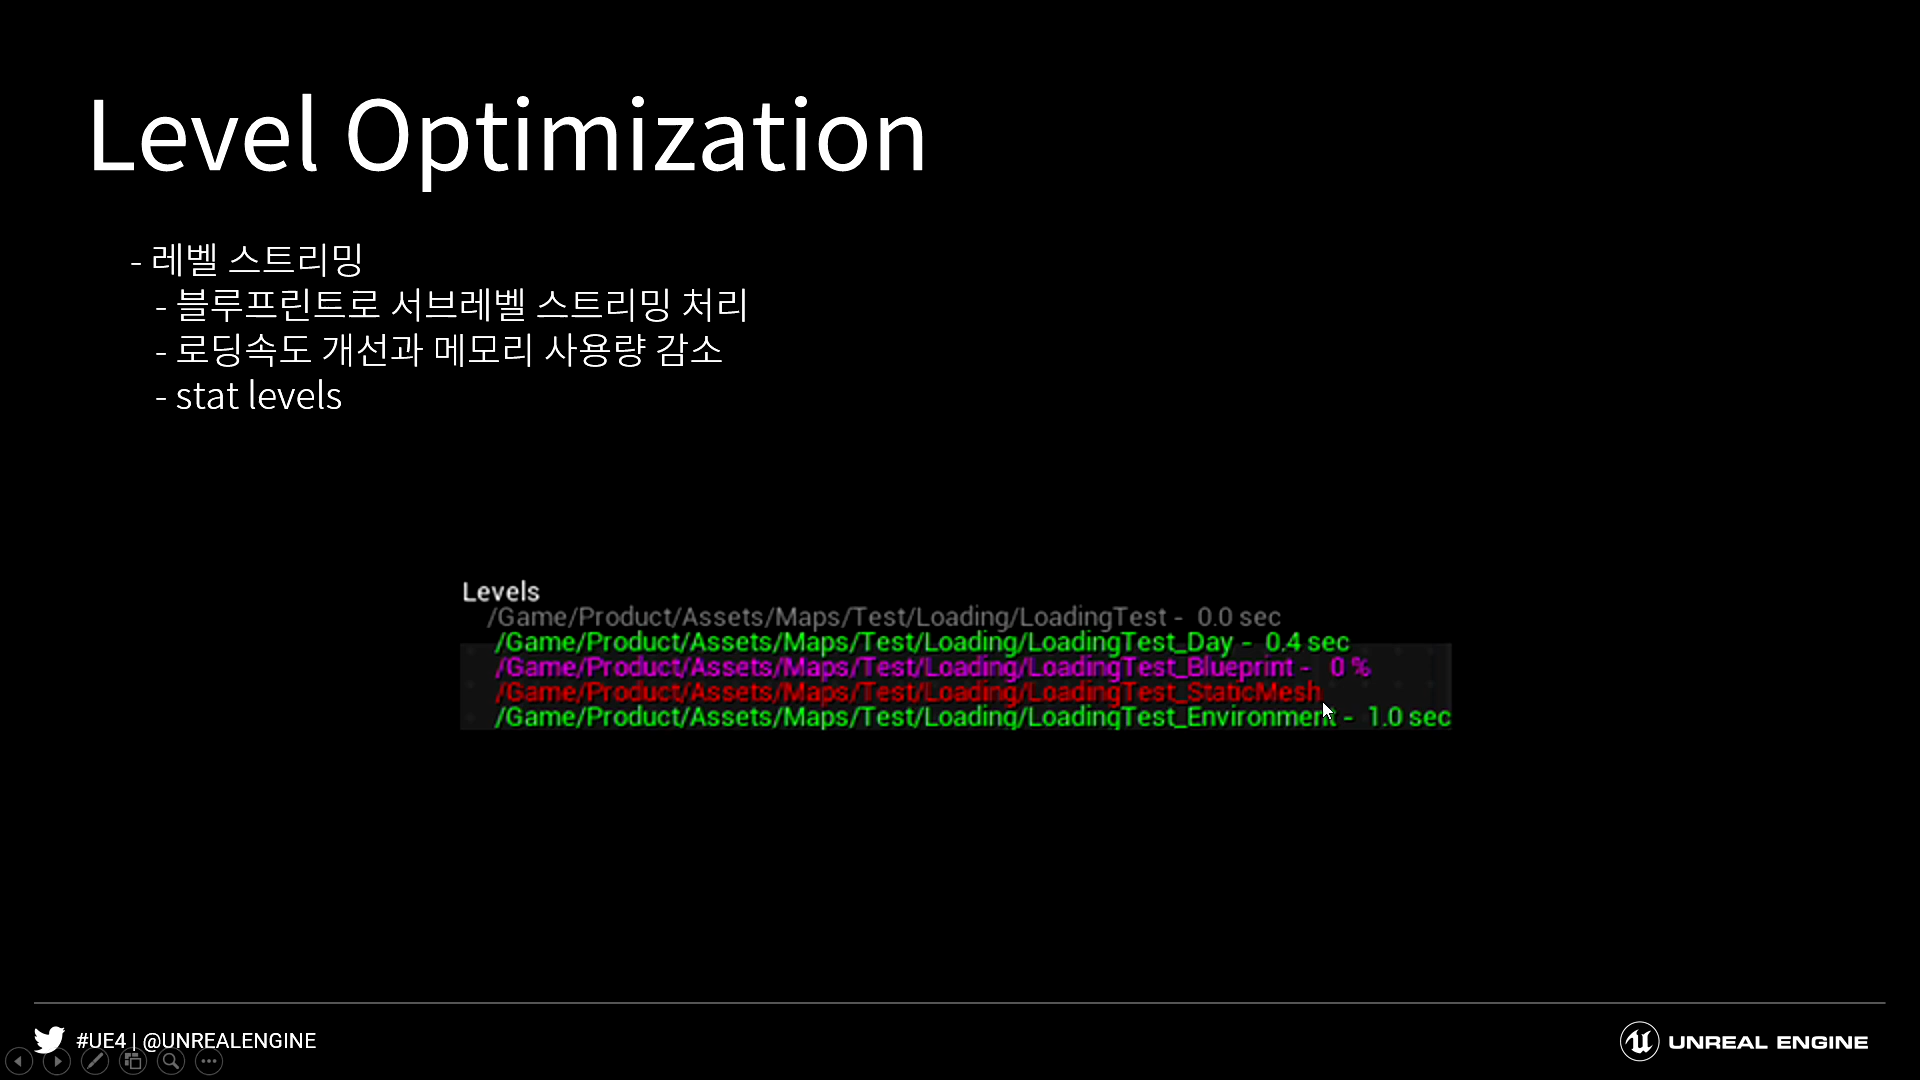 Level Optimization
- 레벨 스트리밍
- 블루프린트로 서브레벨 스트리밍 처리
- 로딩속도 개선과 메모리 사용량 감소
- stat levels
Levels
/Game/Product/Assets/Maps/Test/Loading/LoadingTest - 0.0 sec
/Game/Product/Assets/Maps/Test/Loading/LoadingTest_Day - 0.4 sec
/Game/Product/Assets/Maps/Test/Loading/LoadingTest_Blueprint - 0 %
/Game/Product/Assets/Maps/Test/Loading/LoadingTest_StaticMesh
/Game/Product/Assets/Maps/Test/Loading/LoadingTest_Environment - 1.0 sec
#UE4 | @UNREALENGINE
UNREAL ENGINE